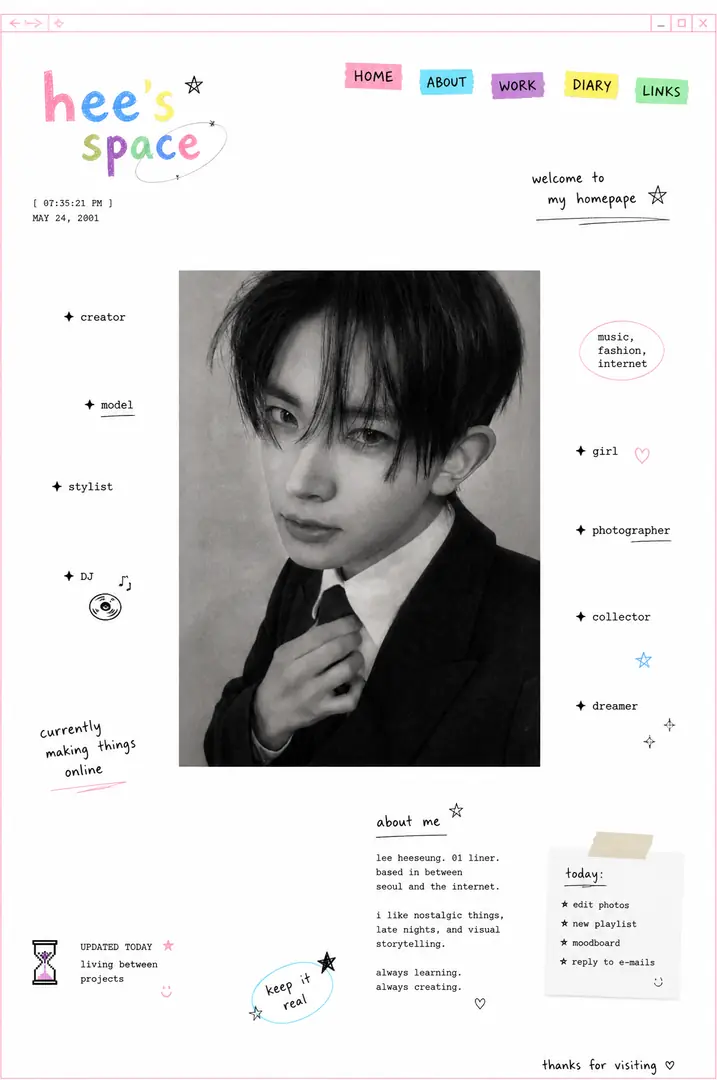 hee's
space
HOME
ABOUT
WORK
DIARY
LINKS
[ 07:35:21 PM ]
MAY 24, 2001
welcome to
my homepape
creator
model
stylist
DJ
music,
fashion,
internet
girl
photographer
collector
dreamer
currently
making things
online
about me
lee heeseung. 01 liner.
based in between
seoul and the internet.
i like nostalgic things,
late nights, and visual
storytelling.
always learning.
always creating.
today:
edit photos
new playlist
moodboard
reply to e-mails
UPDATED TODAY
living between
projects
keep it
real
thanks for visiting